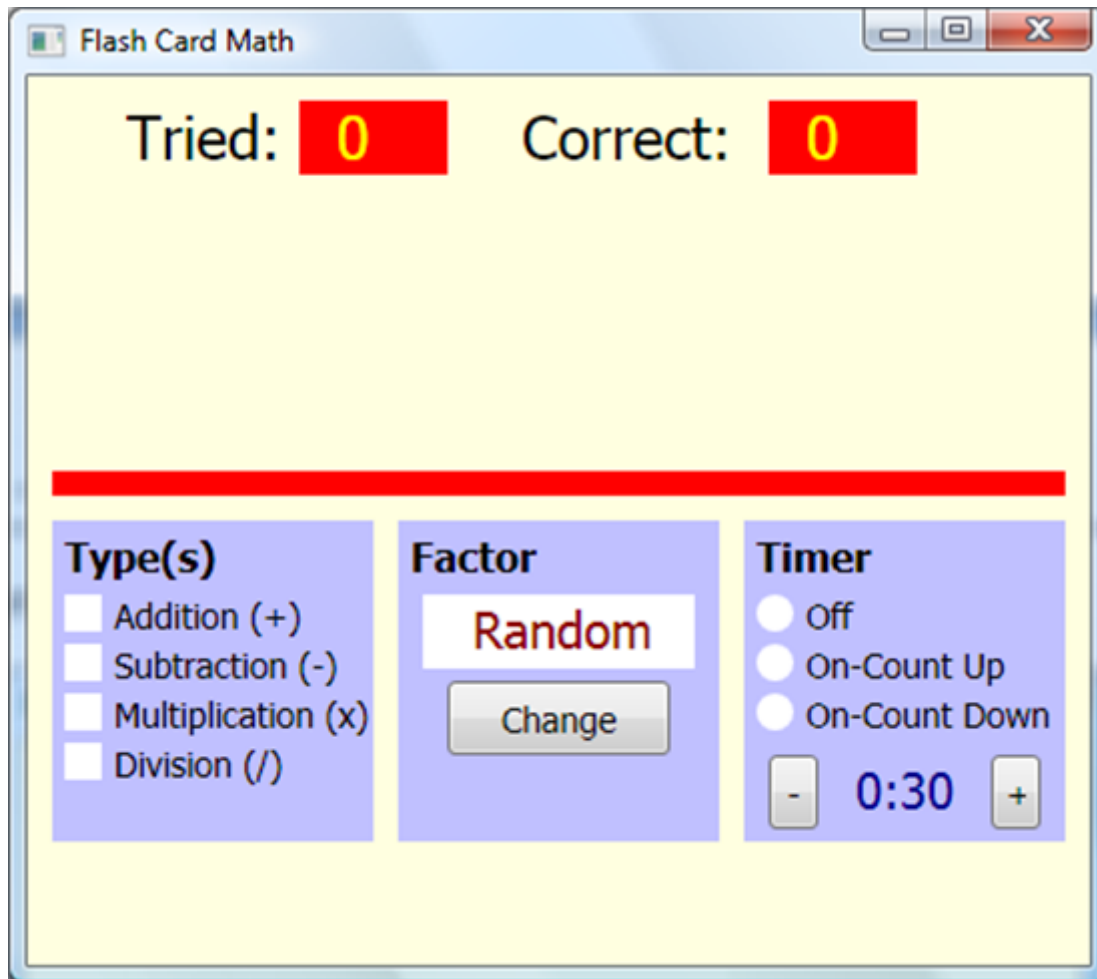 Flash Card Math
Tried: 0 Correct: 0
Type(s)
Addition (+)
Subtraction (-)
Multiplication (x)
Division (/)
Factor
Random
Change
Timer
Off
On-Count Up
On-Count Down
- 0:30 +